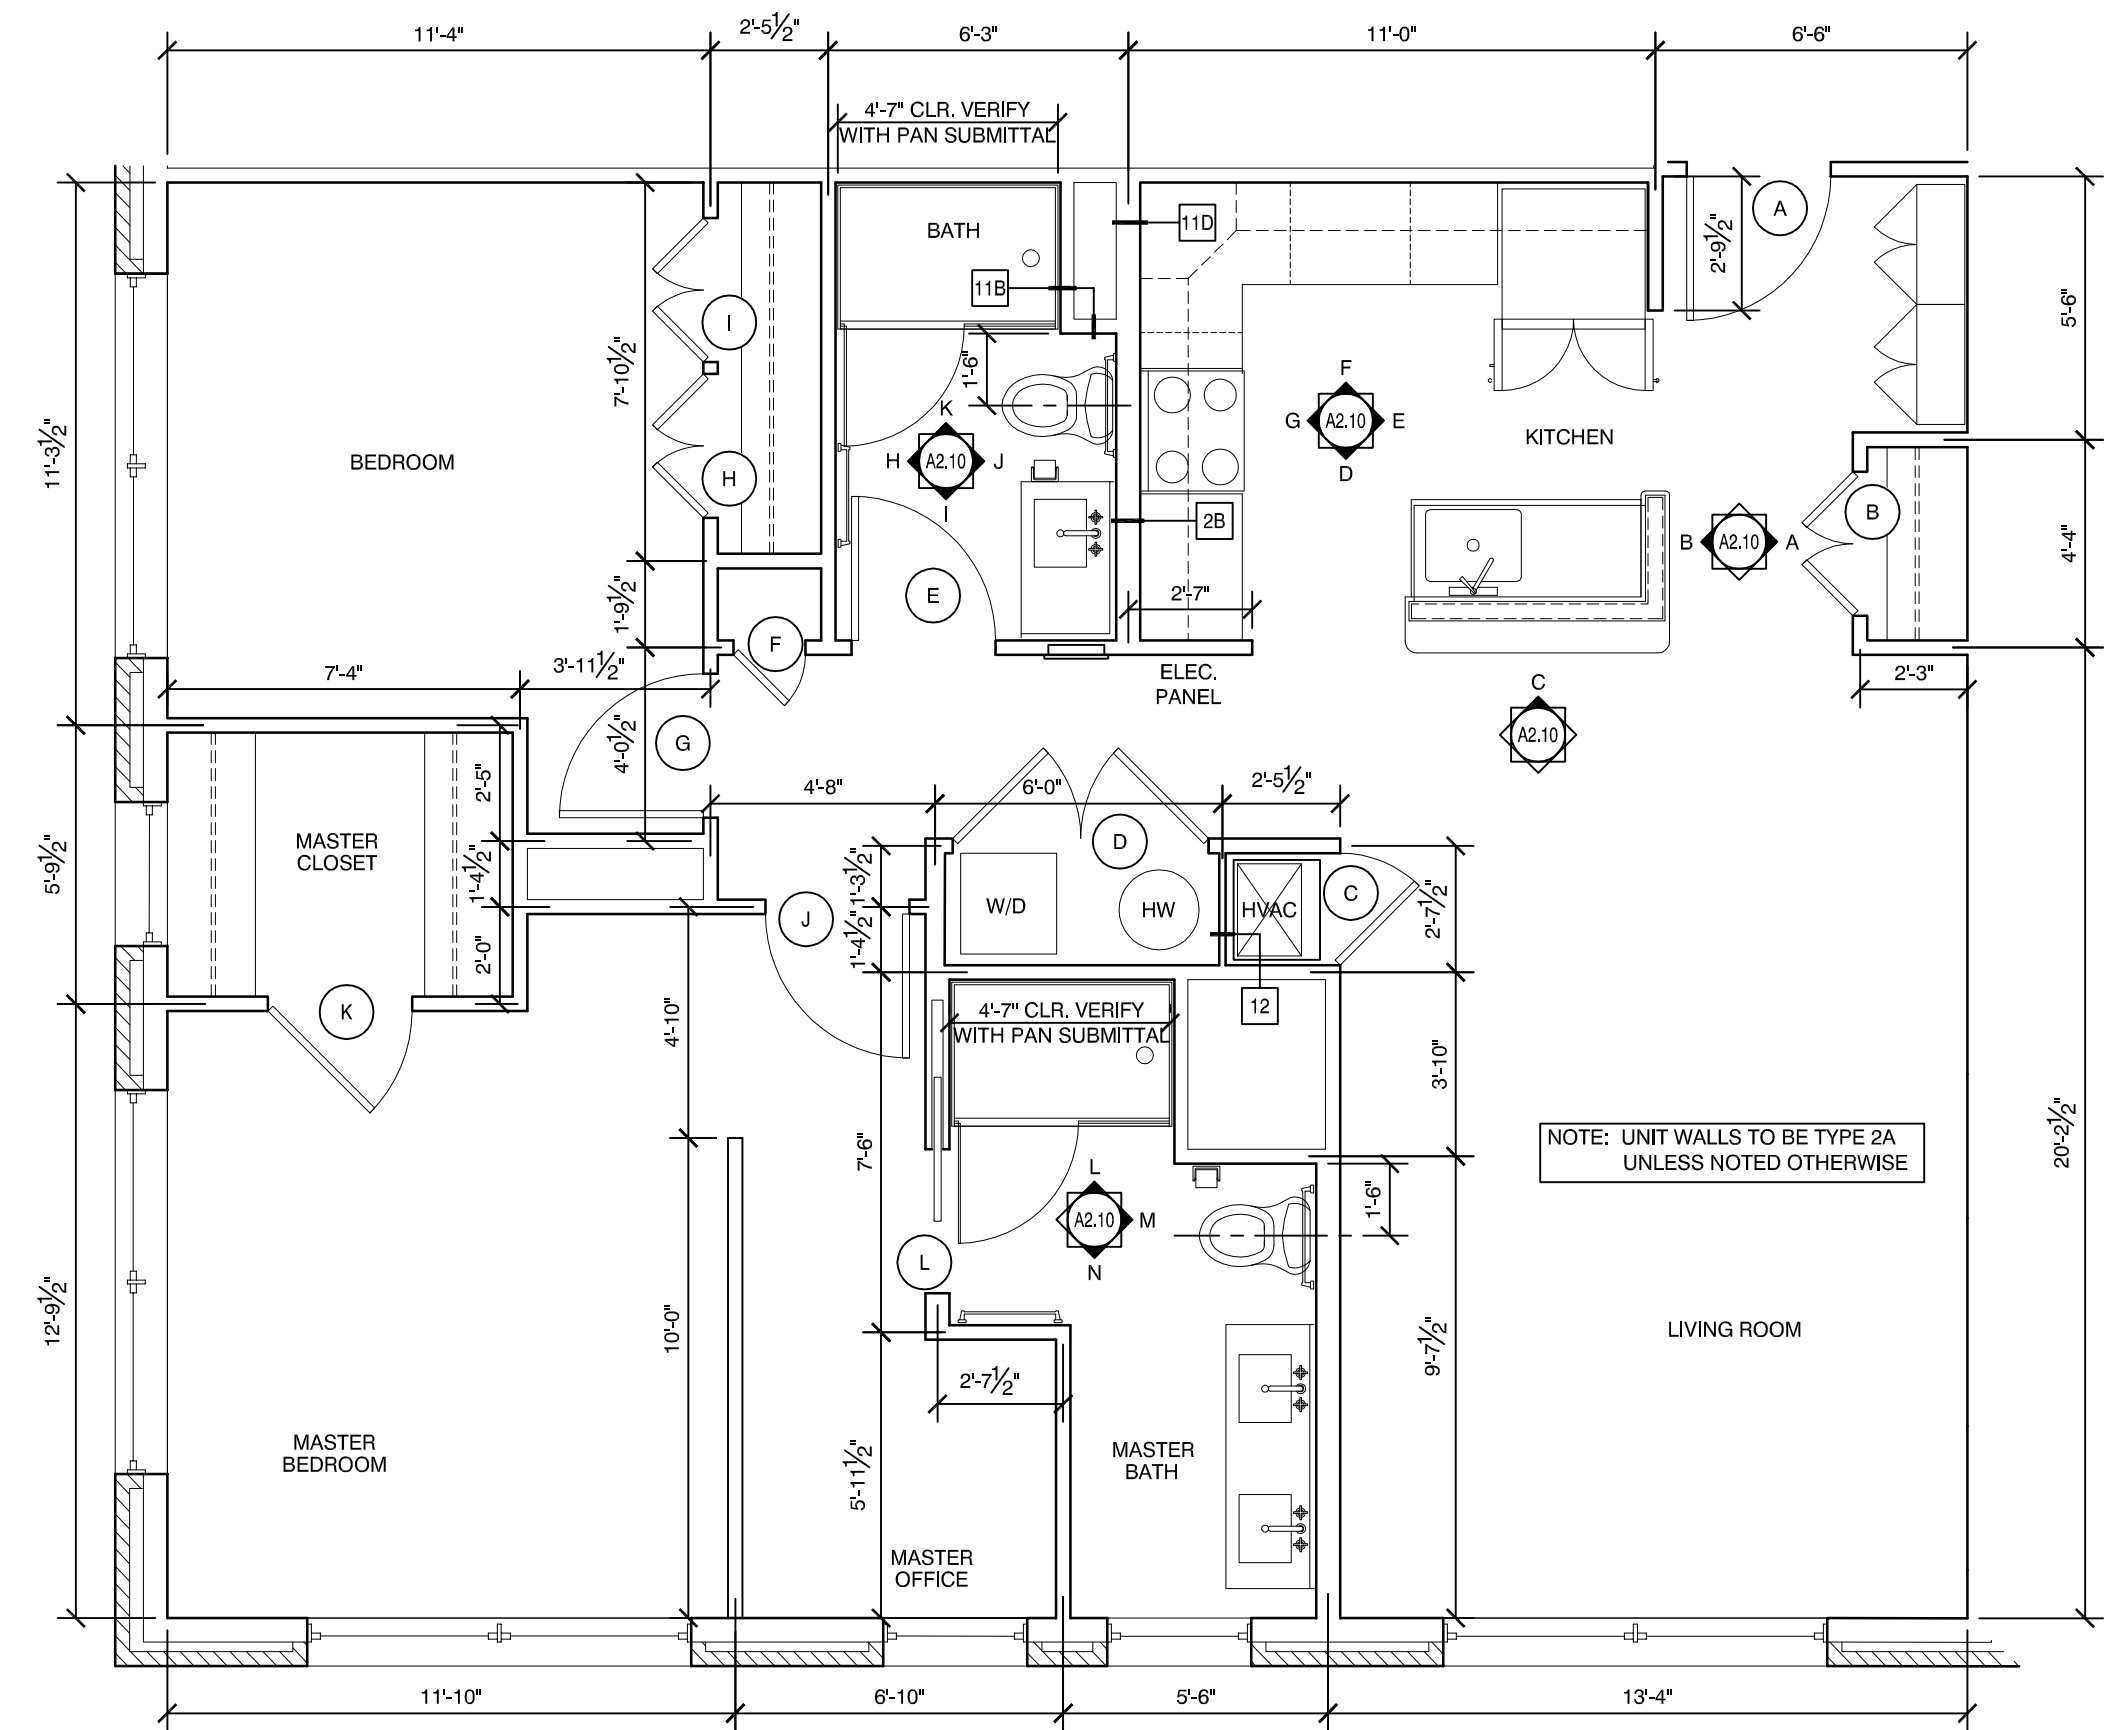 11'-4"
2'-5½"
6'-3"
11'-0"
6'-6"
4'-7" CLR. VERIFY
WITH PAN SUBMITTAL
BATH
11D
A
2'-9½"
11B
I
7'-10½"
1'-6"
5'-6"
F
G
A2.10
E
D
KITCHEN
K
H
A2.10
J
I
BEDROOM
11'-3½"
H
2B
B
B
A2.10
A
4'-4"
E
2'-7"
1'-9½"
F
7'-4"
3'-11½"
ELEC.
PANEL
2'-3"
C
A2.10
G
4'-0½"
4'-8"
6'-0"
2'-5½"
2'-5"
MASTER
CLOSET
5'-9½"
1'-4½"
D
1'-3½"
W/D
HW
HVAC
C
2'-7½"
J
1'-4½"
2'-0"
K
12
4'-7" CLR. VERIFY
WITH PAN SUBMITTAL
4'-10"
3'-10"
7'-6"
NOTE: UNIT WALLS TO BE TYPE 2A
UNLESS NOTED OTHERWISE
20'-2½"
L
A2.10
M
N
1'-6"
L
12'-9½"
10'-0"
9'-7½"
LIVING ROOM
2'-7½"
MASTER
BEDROOM
5'-11½"
MASTER
BATH
MASTER
OFFICE
11'-10"
6'-10"
5'-6"
13'-4"